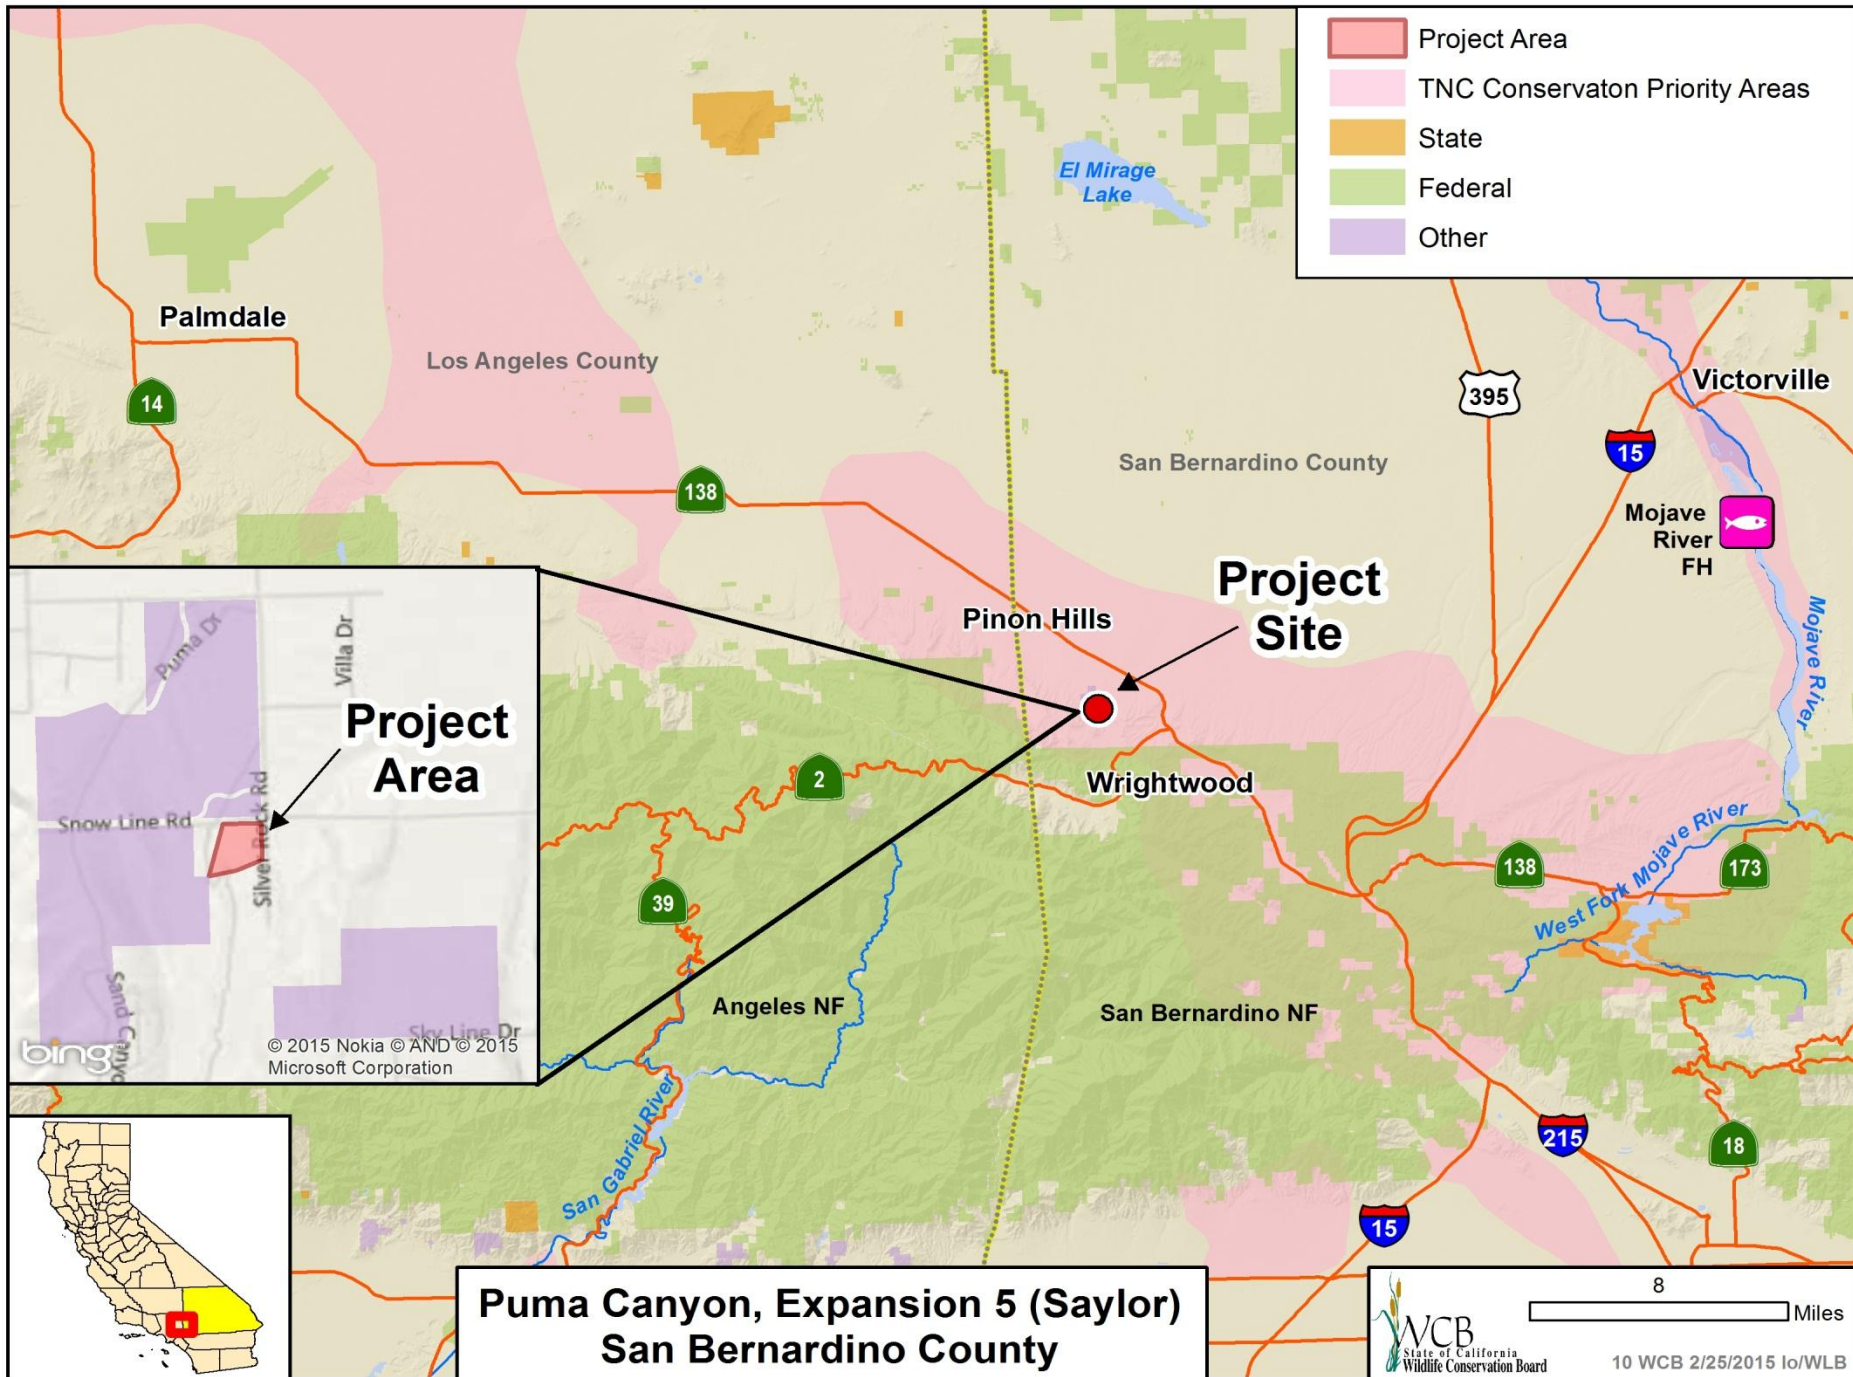 Project Area
TNC Conservaton Priority Areas
State
Federal
Other
El Mirage
Lake
Palmdale
Los Angeles County
14
138
395
Victorville
15
San Bernardino County
Mojave
River
FH
Mojave River
Project
Site
Pinon Hills
Puma Dr
Villa Dr
Project
Area
Snow Line Rd
Silver Rock Rd
Sand Canyo
Sky Line Dr
bing
© 2015 Nokia © AND © 2015
Microsoft Corporation
2
Wrightwood
39
138
173
West Fork Mojave River
Angeles NF
San Bernardino NF
San Gabriel River
215
18
15
Puma Canyon, Expansion 5 (Saylor)
San Bernardino County
8
Miles
WCB
State of California
Wildlife Conservation Board
10 WCB 2/25/2015 lo/WLB